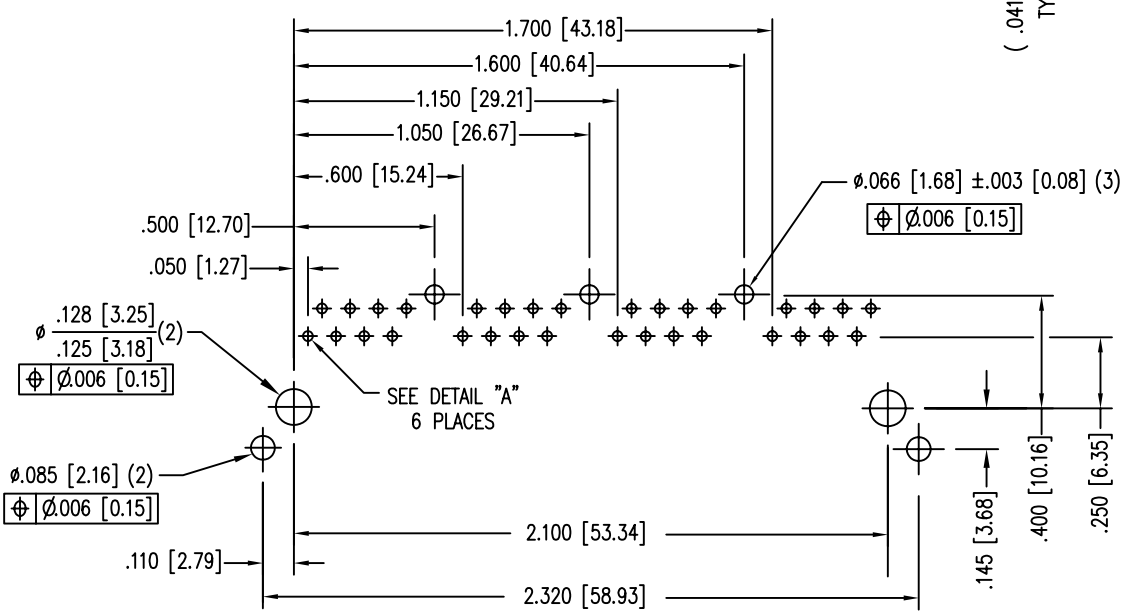 1.700 [43.18]
( .041
TY
1.600 [40.64]
1.150 [29.21]
1.050 [26.67]
.600 [15.24]
ø.066 [1.68] ±.003 [0.08] (3)
⌖ Ø.006 [0.15]
.500 [12.70]
.050 [1.27]
ø .128 [3.25]
.125 [3.18] (2)
⌖ Ø.006 [0.15]
SEE DETAIL "A"
6 PLACES
ø.085 [2.16] (2)
⌖ Ø.006 [0.15]
.110 [2.79]
2.100 [53.34]
2.320 [58.93]
.145 [3.68]
.400 [10.16]
.250 [6.35]